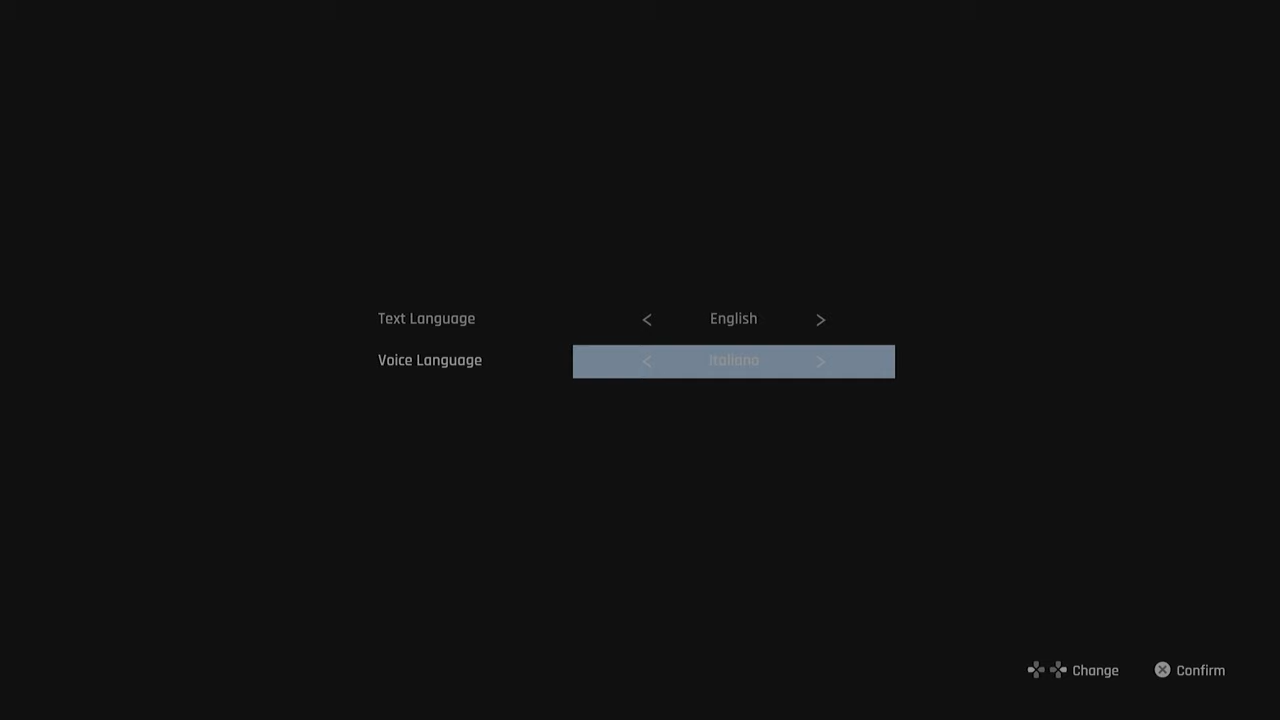 Text Language < English >
Voice Language < Italiano >
Change Confirm